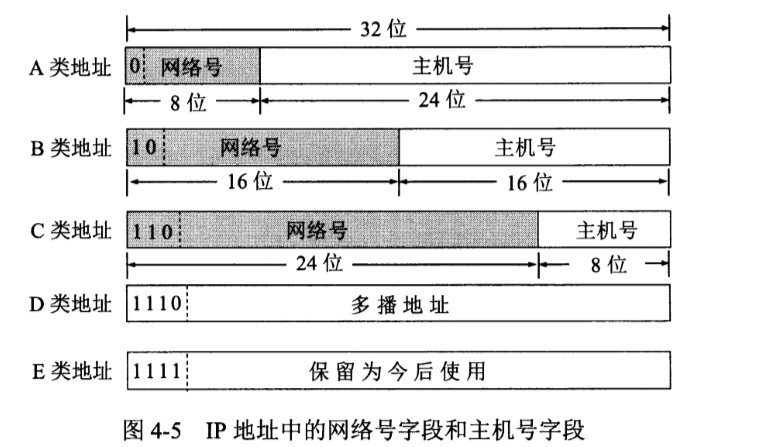 32 位
A 类地址 0 网络号 主机号
8 位 24 位
B 类地址 10 网络号 主机号
16 位 16 位
C 类地址 110 网络号 主机号
24 位 8 位
D 类地址 1110 多播地址
E 类地址 1111 保留为今后使用
图 4-5 IP 地址中的网络号字段和主机号字段